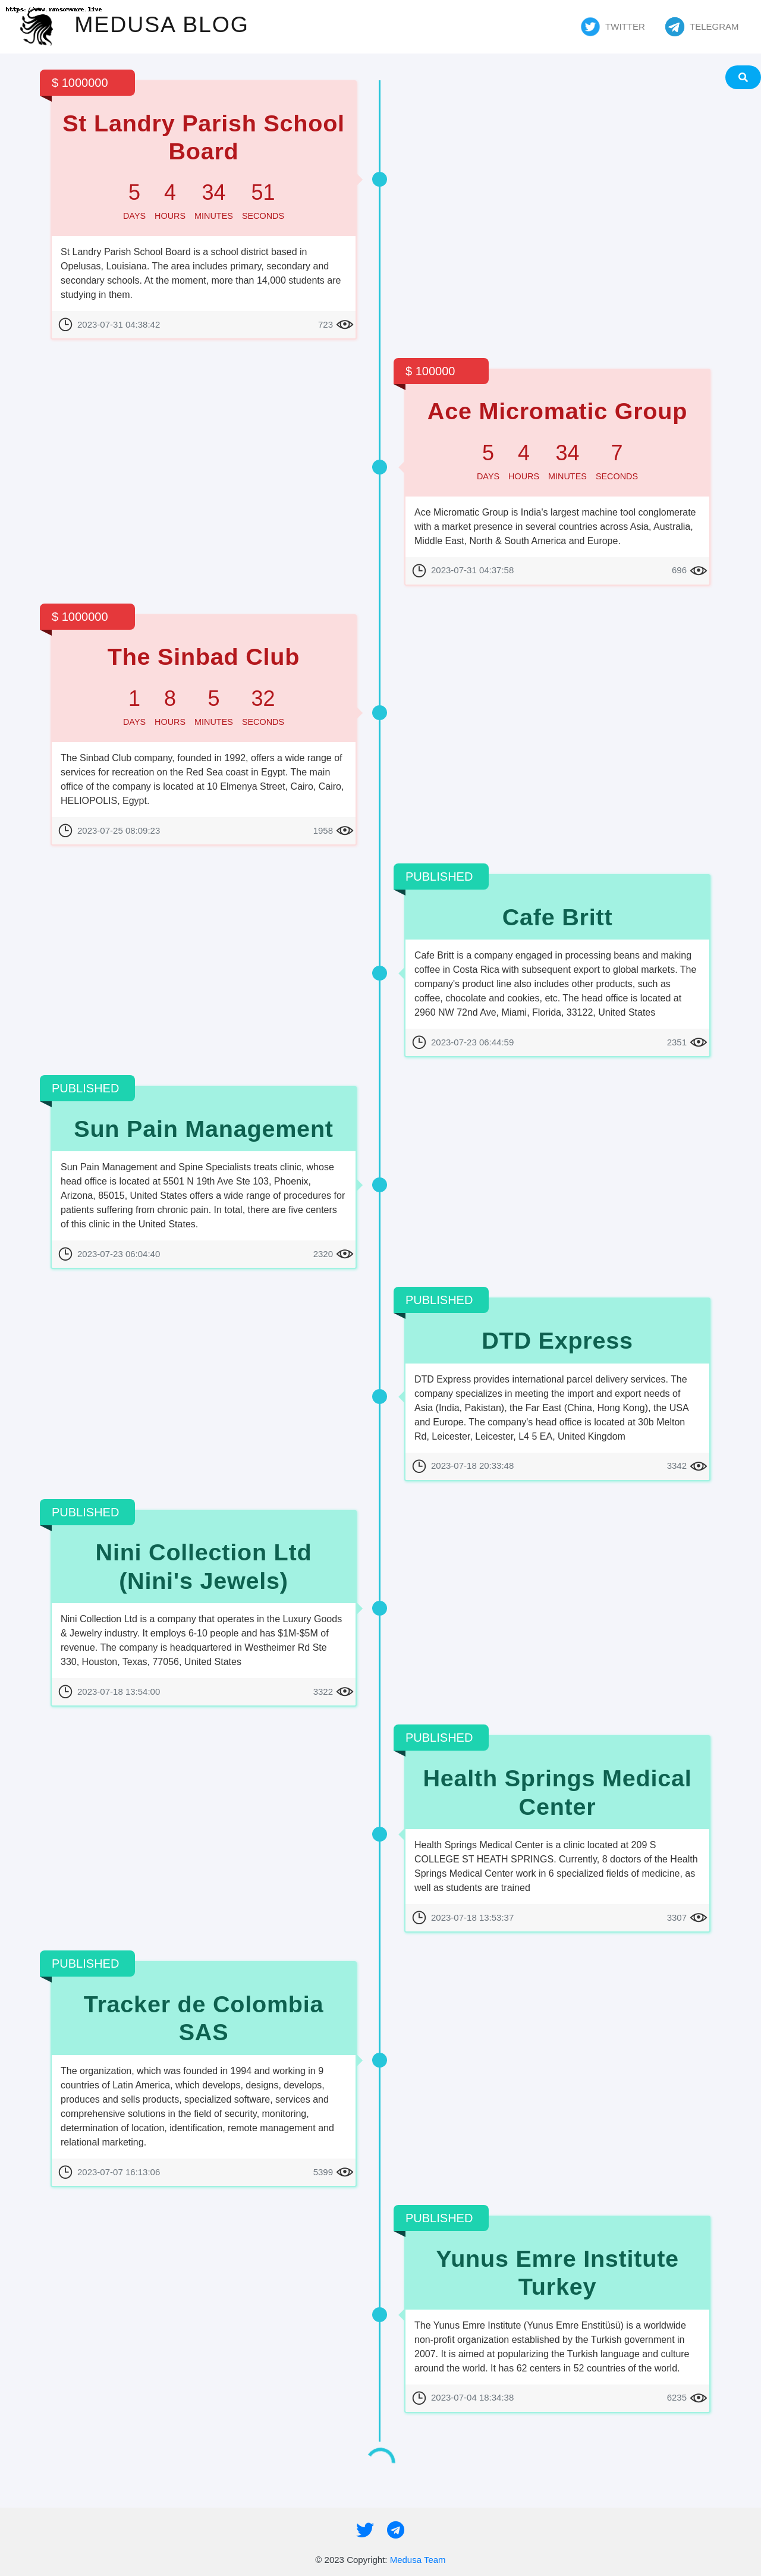 https://www.ransomware.live
MEDUSA BLOG
TWITTER
TELEGRAM
$ 1000000
St Landry Parish School
Board
5 4 34 51
DAYS HOURS MINUTES SECONDS
St Landry Parish School Board is a school district based in
Opelusas, Louisiana. The area includes primary, secondary and
secondary schools. At the moment, more than 14,000 students are
studying in them.
2023-07-31 04:38:42 723
$ 100000
Ace Micromatic Group
5 4 34 7
DAYS HOURS MINUTES SECONDS
Ace Micromatic Group is India's largest machine tool conglomerate
with a market presence in several countries across Asia, Australia,
Middle East, North & South America and Europe.
2023-07-31 04:37:58 696
$ 1000000
The Sinbad Club
1 8 5 32
DAYS HOURS MINUTES SECONDS
The Sinbad Club company, founded in 1992, offers a wide range of
services for recreation on the Red Sea coast in Egypt. The main
office of the company is located at 10 Elmenya Street, Cairo, Cairo,
HELIOPOLIS, Egypt.
2023-07-25 08:09:23 1958
PUBLISHED
Cafe Britt
Cafe Britt is a company engaged in processing beans and making
coffee in Costa Rica with subsequent export to global markets. The
company's product line also includes other products, such as
coffee, chocolate and cookies, etc. The head office is located at
2960 NW 72nd Ave, Miami, Florida, 33122, United States
2023-07-23 06:44:59 2351
PUBLISHED
Sun Pain Management
Sun Pain Management and Spine Specialists treats clinic, whose
head office is located at 5501 N 19th Ave Ste 103, Phoenix,
Arizona, 85015, United States offers a wide range of procedures for
patients suffering from chronic pain. In total, there are five centers
of this clinic in the United States.
2023-07-23 06:04:40 2320
PUBLISHED
DTD Express
DTD Express provides international parcel delivery services. The
company specializes in meeting the import and export needs of
Asia (India, Pakistan), the Far East (China, Hong Kong), the USA
and Europe. The company's head office is located at 30b Melton
Rd, Leicester, Leicester, L4 5 EA, United Kingdom
2023-07-18 20:33:48 3342
PUBLISHED
Nini Collection Ltd
(Nini's Jewels)
Nini Collection Ltd is a company that operates in the Luxury Goods
& Jewelry industry. It employs 6-10 people and has $1M-$5M of
revenue. The company is headquartered in Westheimer Rd Ste
330, Houston, Texas, 77056, United States
2023-07-18 13:54:00 3322
PUBLISHED
Health Springs Medical
Center
Health Springs Medical Center is a clinic located at 209 S
COLLEGE ST HEATH SPRINGS. Currently, 8 doctors of the Health
Springs Medical Center work in 6 specialized fields of medicine, as
well as students are trained
2023-07-18 13:53:37 3307
PUBLISHED
Tracker de Colombia
SAS
The organization, which was founded in 1994 and working in 9
countries of Latin America, which develops, designs, develops,
produces and sells products, specialized software, services and
comprehensive solutions in the field of security, monitoring,
determination of location, identification, remote management and
relational marketing.
2023-07-07 16:13:06 5399
PUBLISHED
Yunus Emre Institute
Turkey
The Yunus Emre Institute (Yunus Emre Enstitüsü) is a worldwide
non-profit organization established by the Turkish government in
2007. It is aimed at popularizing the Turkish language and culture
around the world. It has 62 centers in 52 countries of the world.
2023-07-04 18:34:38 6235
© 2023 Copyright: Medusa Team